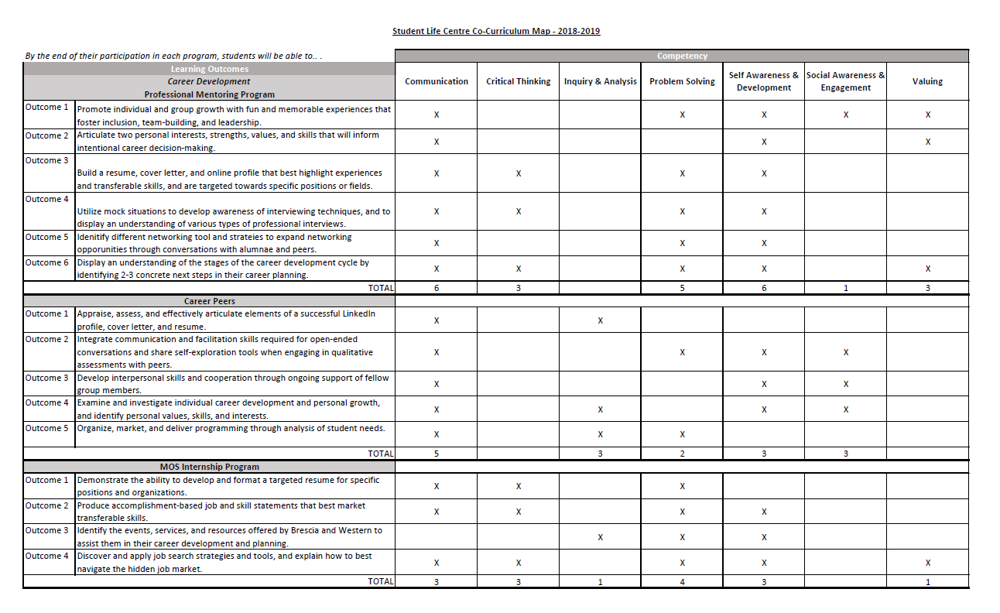 Student Life Centre Co-Curriculum Map - 2018-2019
By the end of their participation in each program, students will be able to.. .
Competency
Learning Outcomes
Career Development
Professional Mentoring Program
Communication Critical Thinking Inquiry & Analysis Problem Solving Self Awareness & Development Social Awareness & Engagement Valuing
Outcome 1 Promote individual and group growth with fun and memorable experiences that
foster inclusion, team-building, and leadership.
X X X X X
Outcome 2 Articulate two personal interests, strengths, values, and skills that will inform
intentional career decision-making.
X X X
Outcome 3
Build a resume, cover letter, and online profile that best highlight experiences
and transferable skills, and are targeted towards specific positions or fields.
X X X X
Outcome 4
Utilize mock situations to develop awareness of interviewing techniques, and to
display an understanding of various types of professional interviews.
X X X X
Outcome 5 Idenitify different networking tool and strateies to expand networking
opporunities through conversations with alumnae and peers.
X X X
Outcome 6 Display an understanding of the stages of the career development cycle by
identifying 2-3 concrete next steps in their career planning.
X X X X X
TOTAL 6 3 5 6 1 3
Career Peers
Outcome 1 Appraise, assess, and effectively articulate elements of a successful LinkedIn
profile, cover letter, and resume.
X X
Outcome 2 Integrate communication and facilitation skills required for open-ended
conversations and share self-exploration tools when engaging in qualitative
assessments with peers.
X X X X
Outcome 3 Develop interpersonal skills and cooperation through ongoing support of fellow
group members.
X X X
Outcome 4 Examine and investigate individual career development and personal growth,
and identify personal values, skills, and interests.
X X X X
Outcome 5 Organize, market, and deliver programming through analysis of student needs.
X X X
TOTAL 5 3 2 3 3
MOS Internship Program
Outcome 1 Demonstrate the ability to develop and format a targeted resume for specific
positions and organizations.
X X X
Outcome 2 Produce accomplishment-based job and skill statements that best market
transferable skills.
X X X X
Outcome 3 Identify the events, services, and resources offered by Brescia and Western to
assist them in their career development and planning.
X X X
Outcome 4 Discover and apply job search strategies and tools, and explain how to best
navigate the hidden job market.
X X X X X
TOTAL 3 3 1 4 3 1